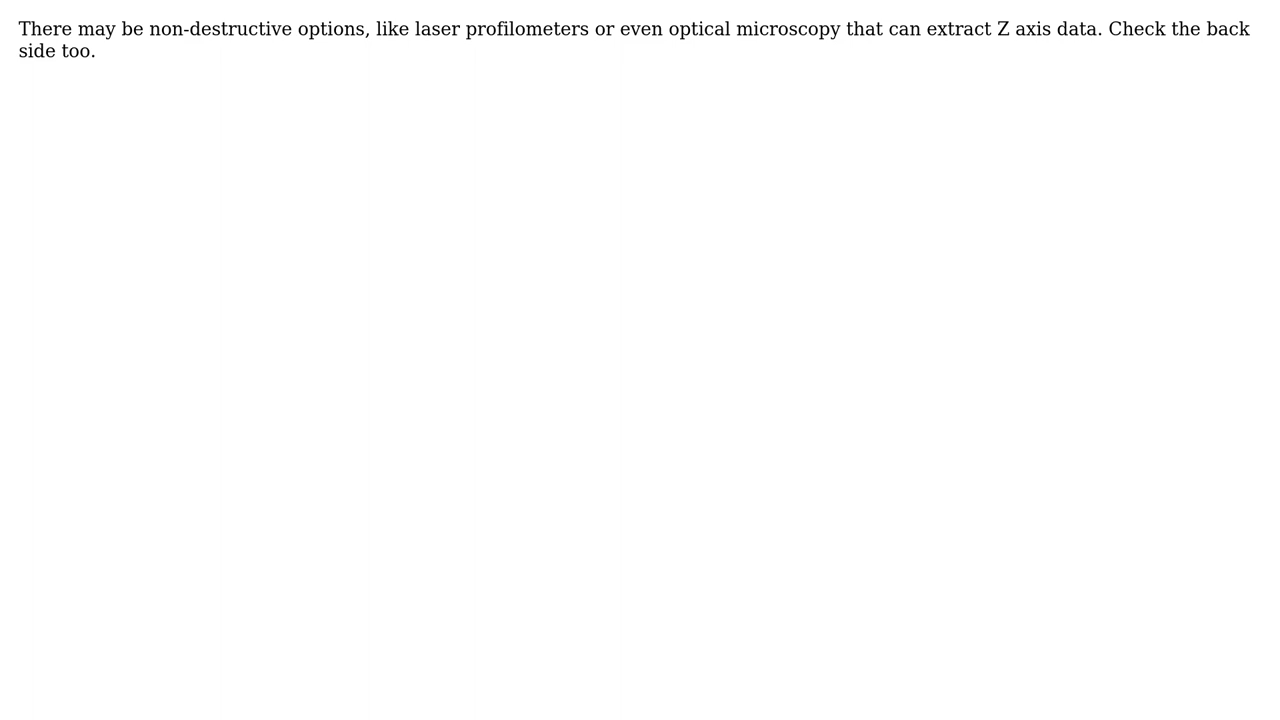 There may be non-destructive options, like laser profilometers or even optical microscopy that can extract Z axis data. Check the back
side too.